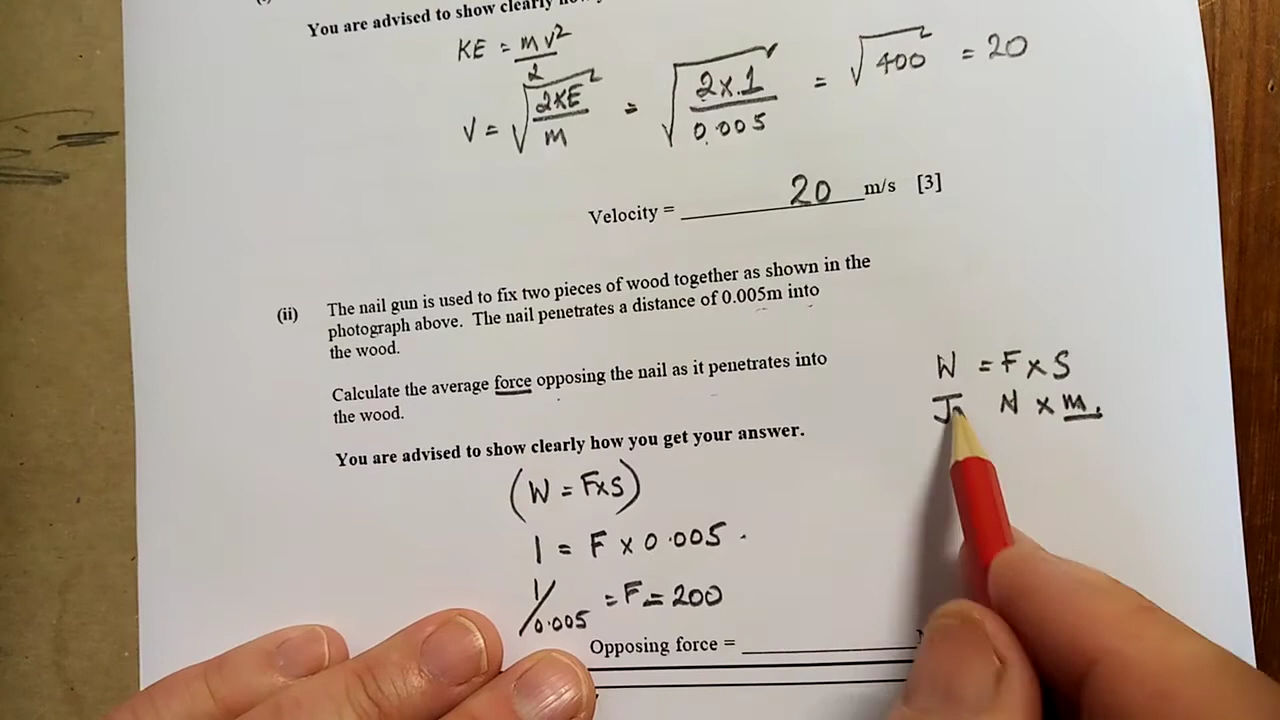 You are advised to show clearly
KE = mv²/2
V = √2KE/m = √2x1/0.005 = √400 = 20
Velocity = 20 m/s [3]
(ii) The nail gun is used to fix two pieces of wood together as shown in the
photograph above. The nail penetrates a distance of 0.005m into
the wood.
Calculate the average force opposing the nail as it penetrates into
the wood.
You are advised to show clearly how you get your answer.
W = F x S
J N x m.
(W = FxS)
1 = F x 0.005 .
1/0.005 = F = 200
Opposing force =